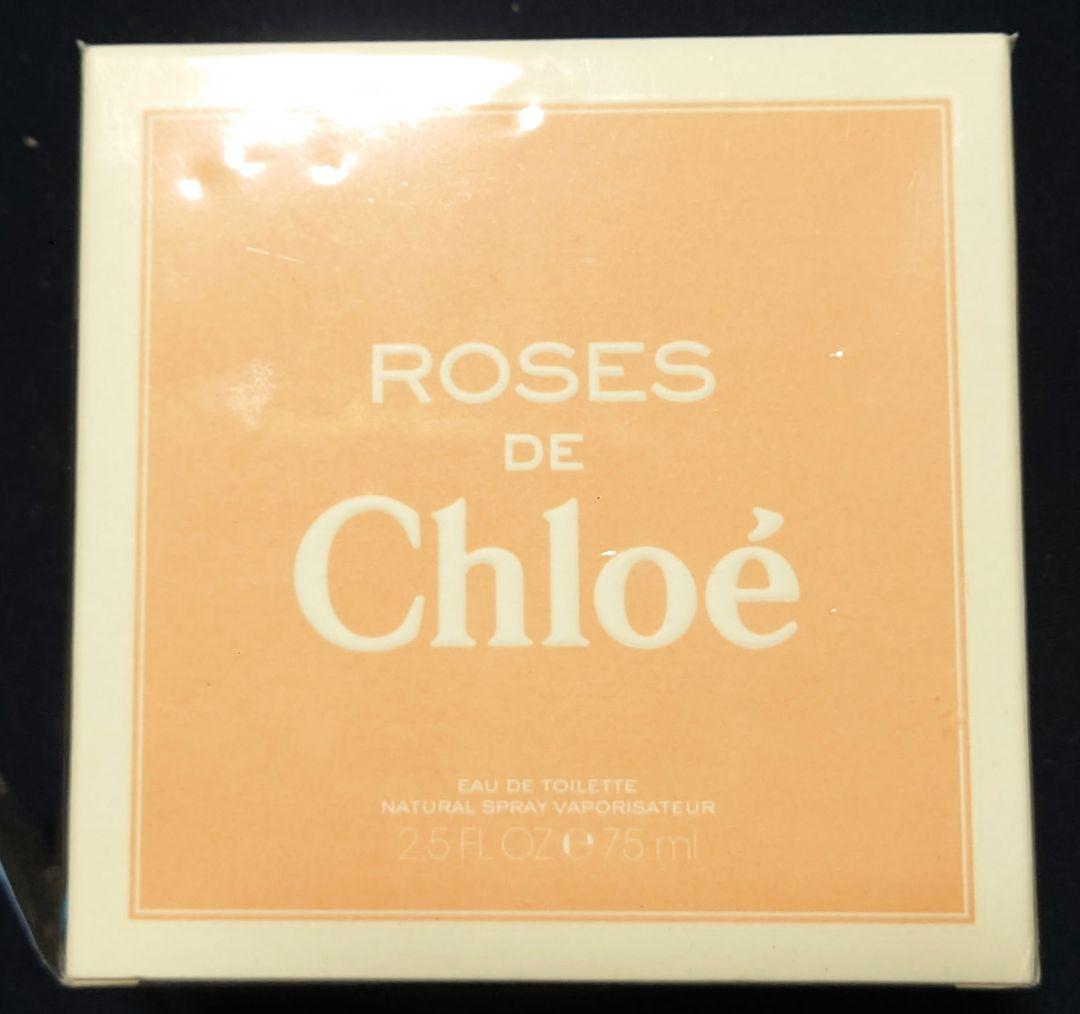 ROSES
DE
Chloé
EAU DE TOILETTE
NATURAL SPRAY VAPORISATEUR
2.5 FL OZ ℮ 75 ml